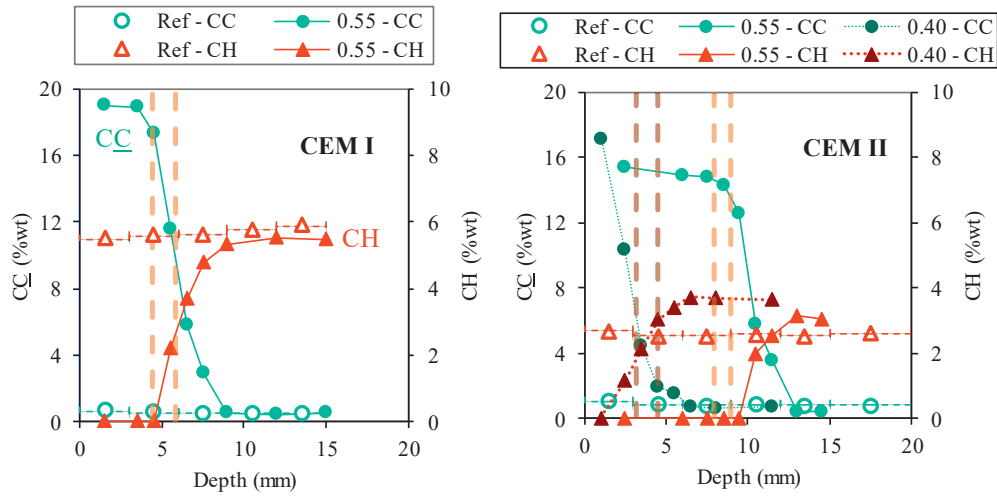 Ref - CC 0.55 - CC
Ref - CH 0.55 - CH
Ref - CC 0.55 - CC 0.40 - CC
Ref - CH 0.55 - CH 0.40 - CH
20
16
12
8
4
0
CC (%wt)
CC
CEM I
CH
10
8
6
4
2
0
CH (%wt)
0 5 10 15 20
Depth (mm)
20
16
12
8
4
0
CC (%wt)
CEM II
10
8
6
4
2
0
CH (%wt)
0 5 10 15 20
Depth (mm)